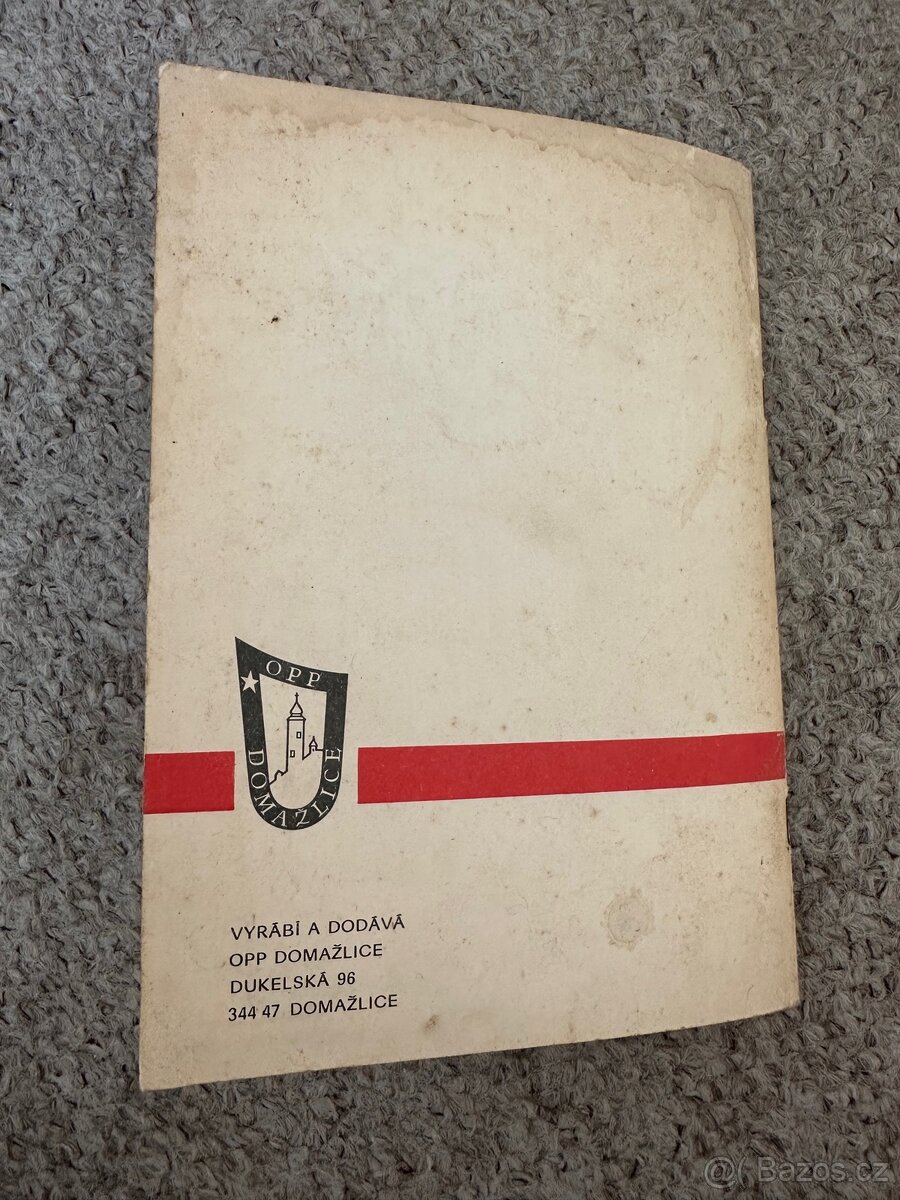 OPP
DOMAŽLICE
VYRÁBÍ A DODÁVÁ
OPP DOMAŽLICE
DUKELSKÁ 96
344 47 DOMAŽLICE
@ Bazos.cz